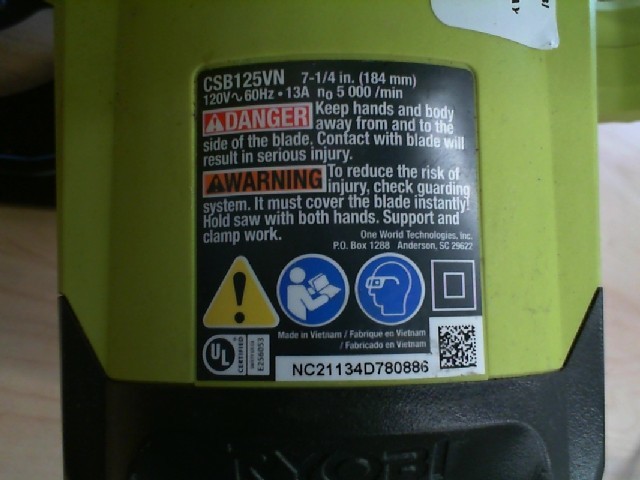 CSB125VN 7-1/4 in. (184 mm)
120V~ 60Hz • 13A n₀ 5 000 /min
DANGER Keep hands and body
away from and to the
side of the blade. Contact with blade will
result in serious injury.
WARNING To reduce the risk of
injury, check guarding
system. It must cover the blade instantly!
Hold saw with both hands. Support and
clamp work.
One World Technologies, Inc.
P.O. Box 1288 Anderson, SC 29622
Made in Vietnam / Fabrique en Vietnam
/ Fabricado en Vietnam
UL CERTIFIED
E256053
NC21134D780886
RYOBI